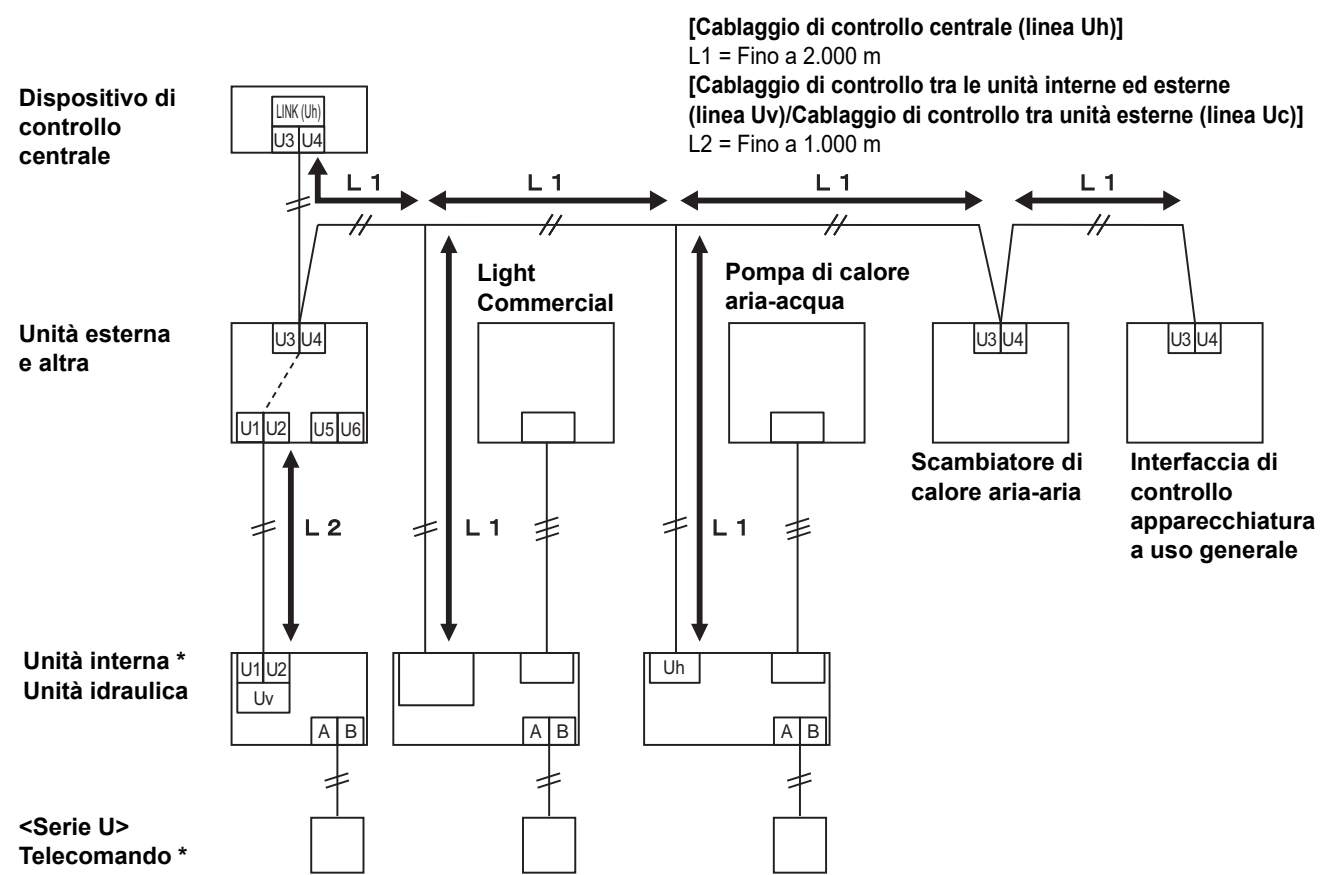 [Cablaggio di controllo centrale (linea Uh)]
L1 = Fino a 2.000 m
[Cablaggio di controllo tra le unità interne ed esterne
(linea Uv)/Cablaggio di controllo tra unità esterne (linea Uc)]
L2 = Fino a 1.000 m
Dispositivo di
controllo
centrale
LINK (Uh)
U3 U4
L 1
L 1
L 1
L 1
Light
Commercial
Pompa di calore
aria-acqua
Unità esterna
e altra
U3 U4
U3 U4
U3 U4
U1 U2
U5 U6
Scambiatore di
calore aria-aria
Interfaccia di
controllo
apparecchiatura
a uso generale
L 2
L 1
L 1
Unità interna *
Unità idraulica
U1 U2
Uv
Uh
A B
A B
A B
<Serie U>
Telecomando *